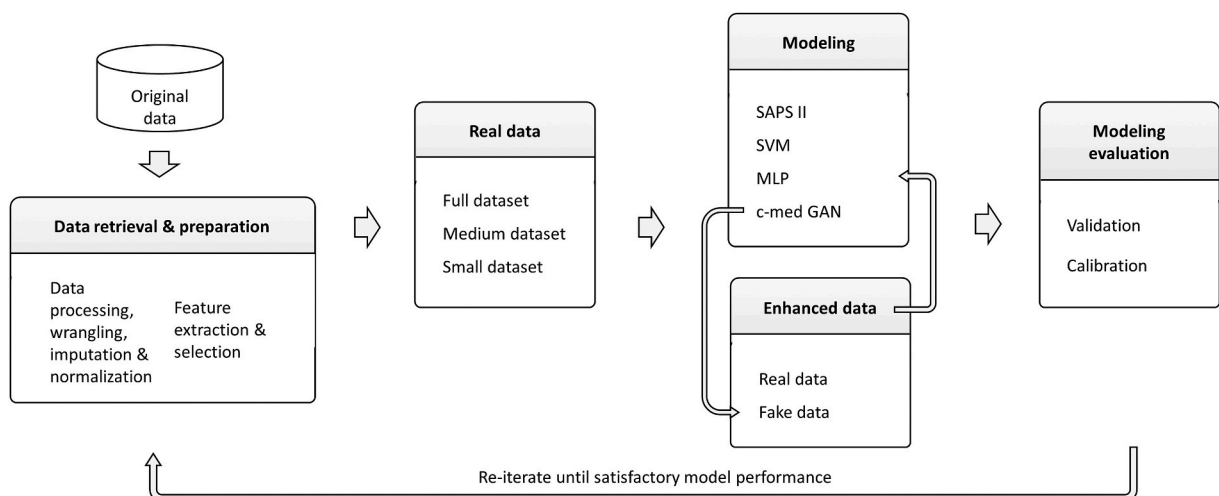 Original
data
Data retrieval & preparation
Data
processing,
wrangling,
imputation &
normalization
Feature
extraction &
selection
Real data
Full dataset
Medium dataset
Small dataset
Modeling
SAPS II
SVM
MLP
c-med GAN
Enhanced data
Real data
Fake data
Modeling
evaluation
Validation
Calibration
Re-iterate until satisfactory model performance